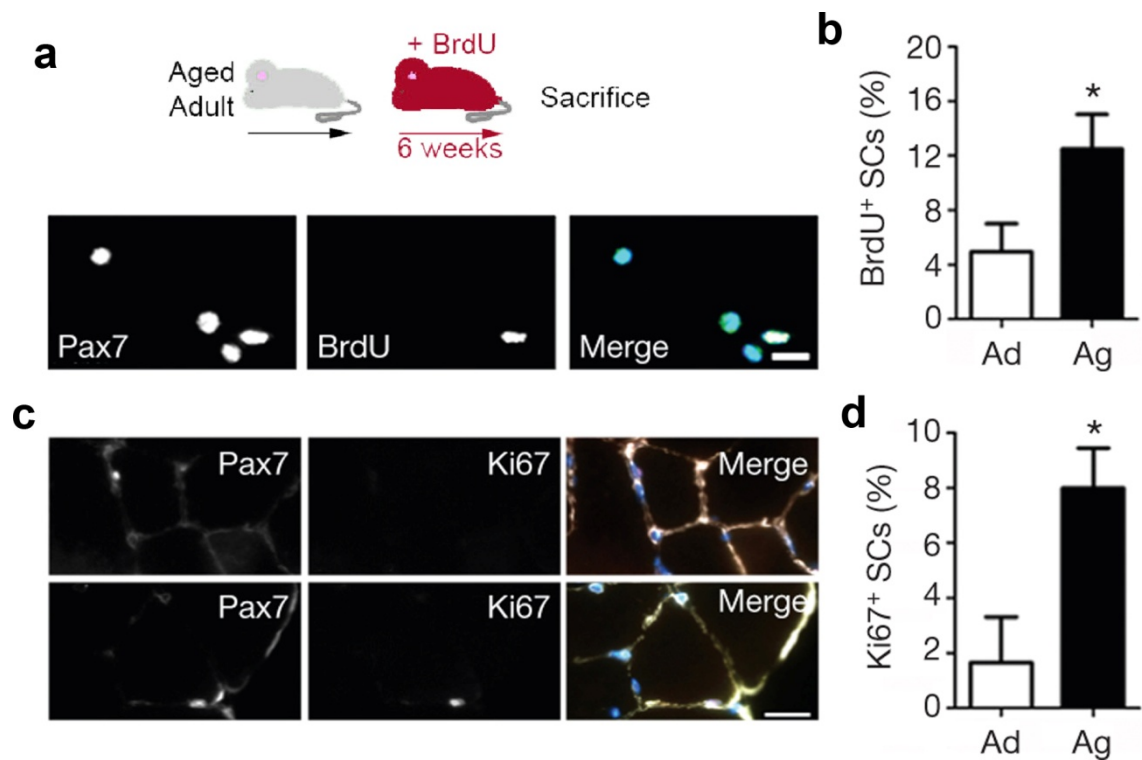 a
Aged
Adult
+ BrdU
6 weeks
Sacrifice
Pax7
BrdU
Merge
b
BrdU+ SCs (%)
20
16
12
8
4
0
*
Ad
Ag
c
Pax7
Ki67
Merge
Pax7
Ki67
Merge
d
Ki67+ SCs (%)
10
8
6
4
2
0
*
Ad
Ag